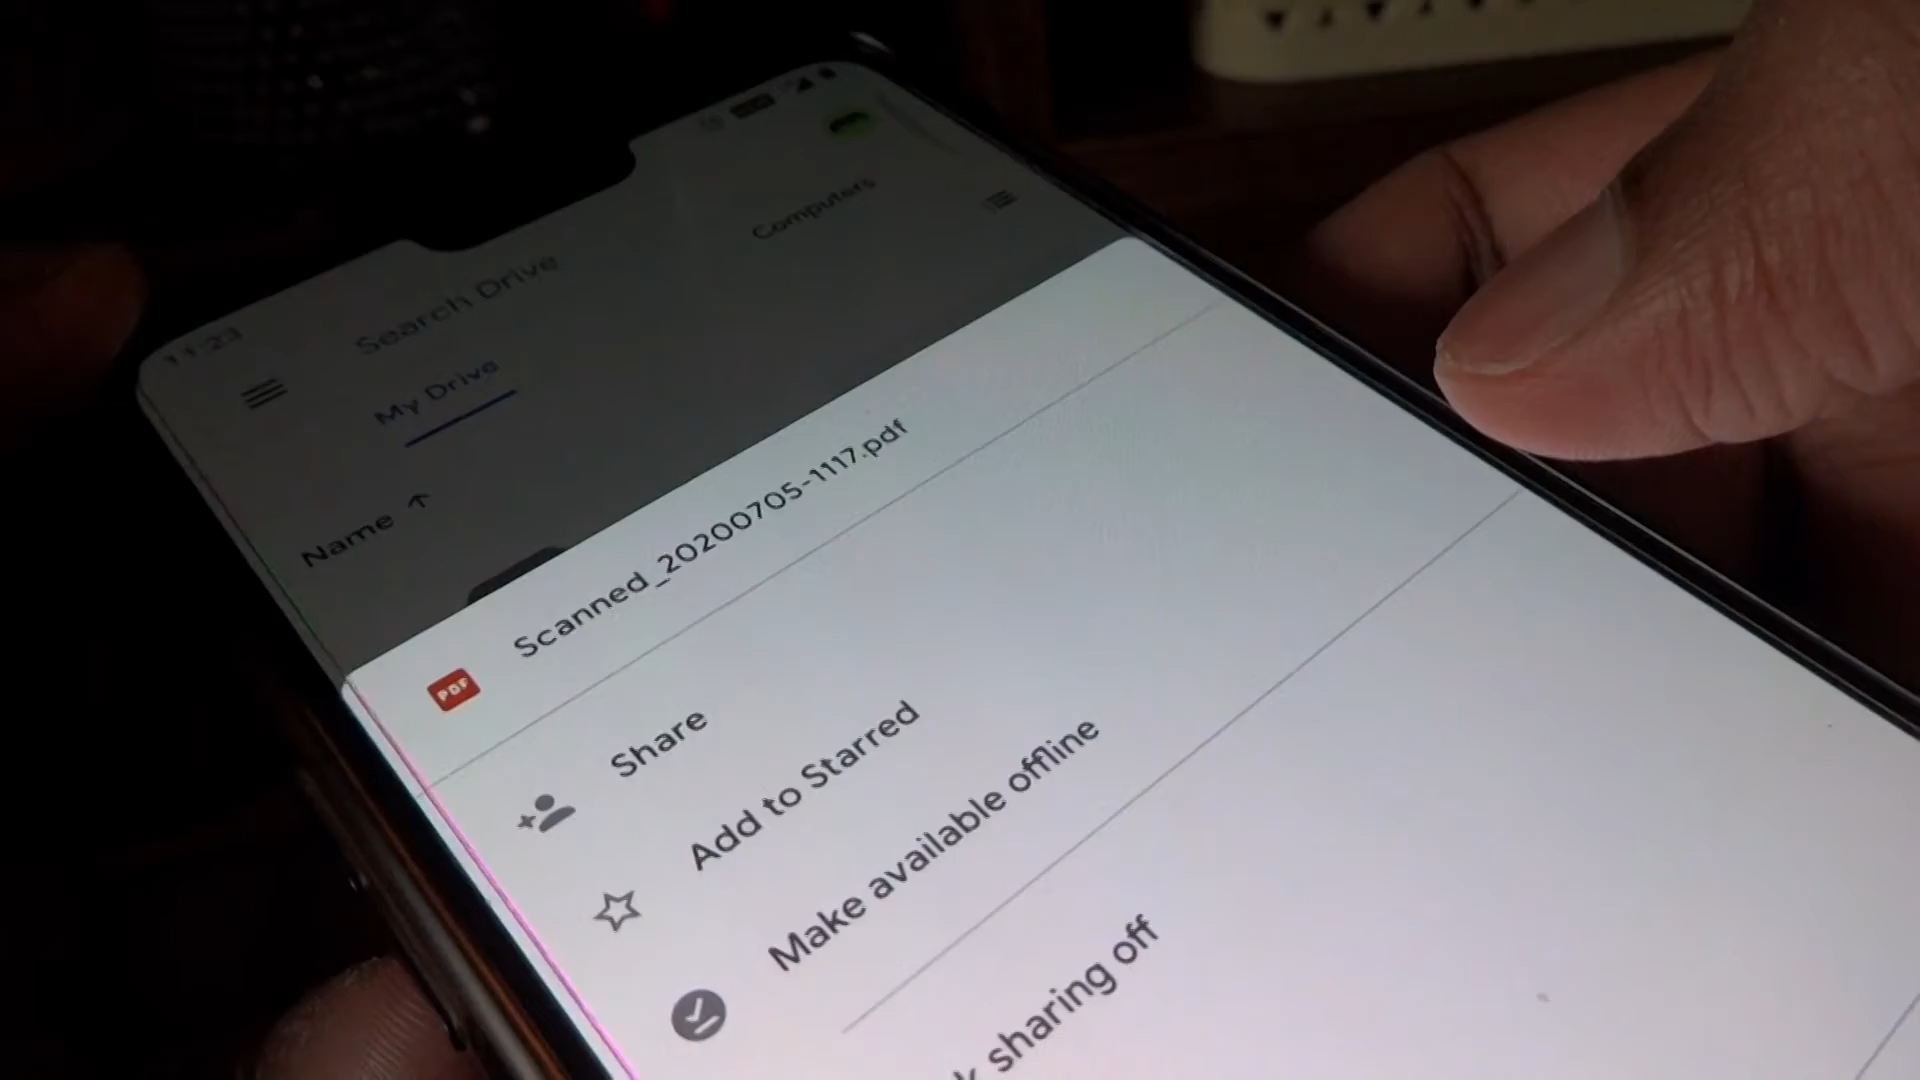 11:23
Search Drive
My Drive
Computers
Name ↑
PDF
Scanned_20200705-1117.pdf
Share
Add to Starred
Make available offline
sharing off